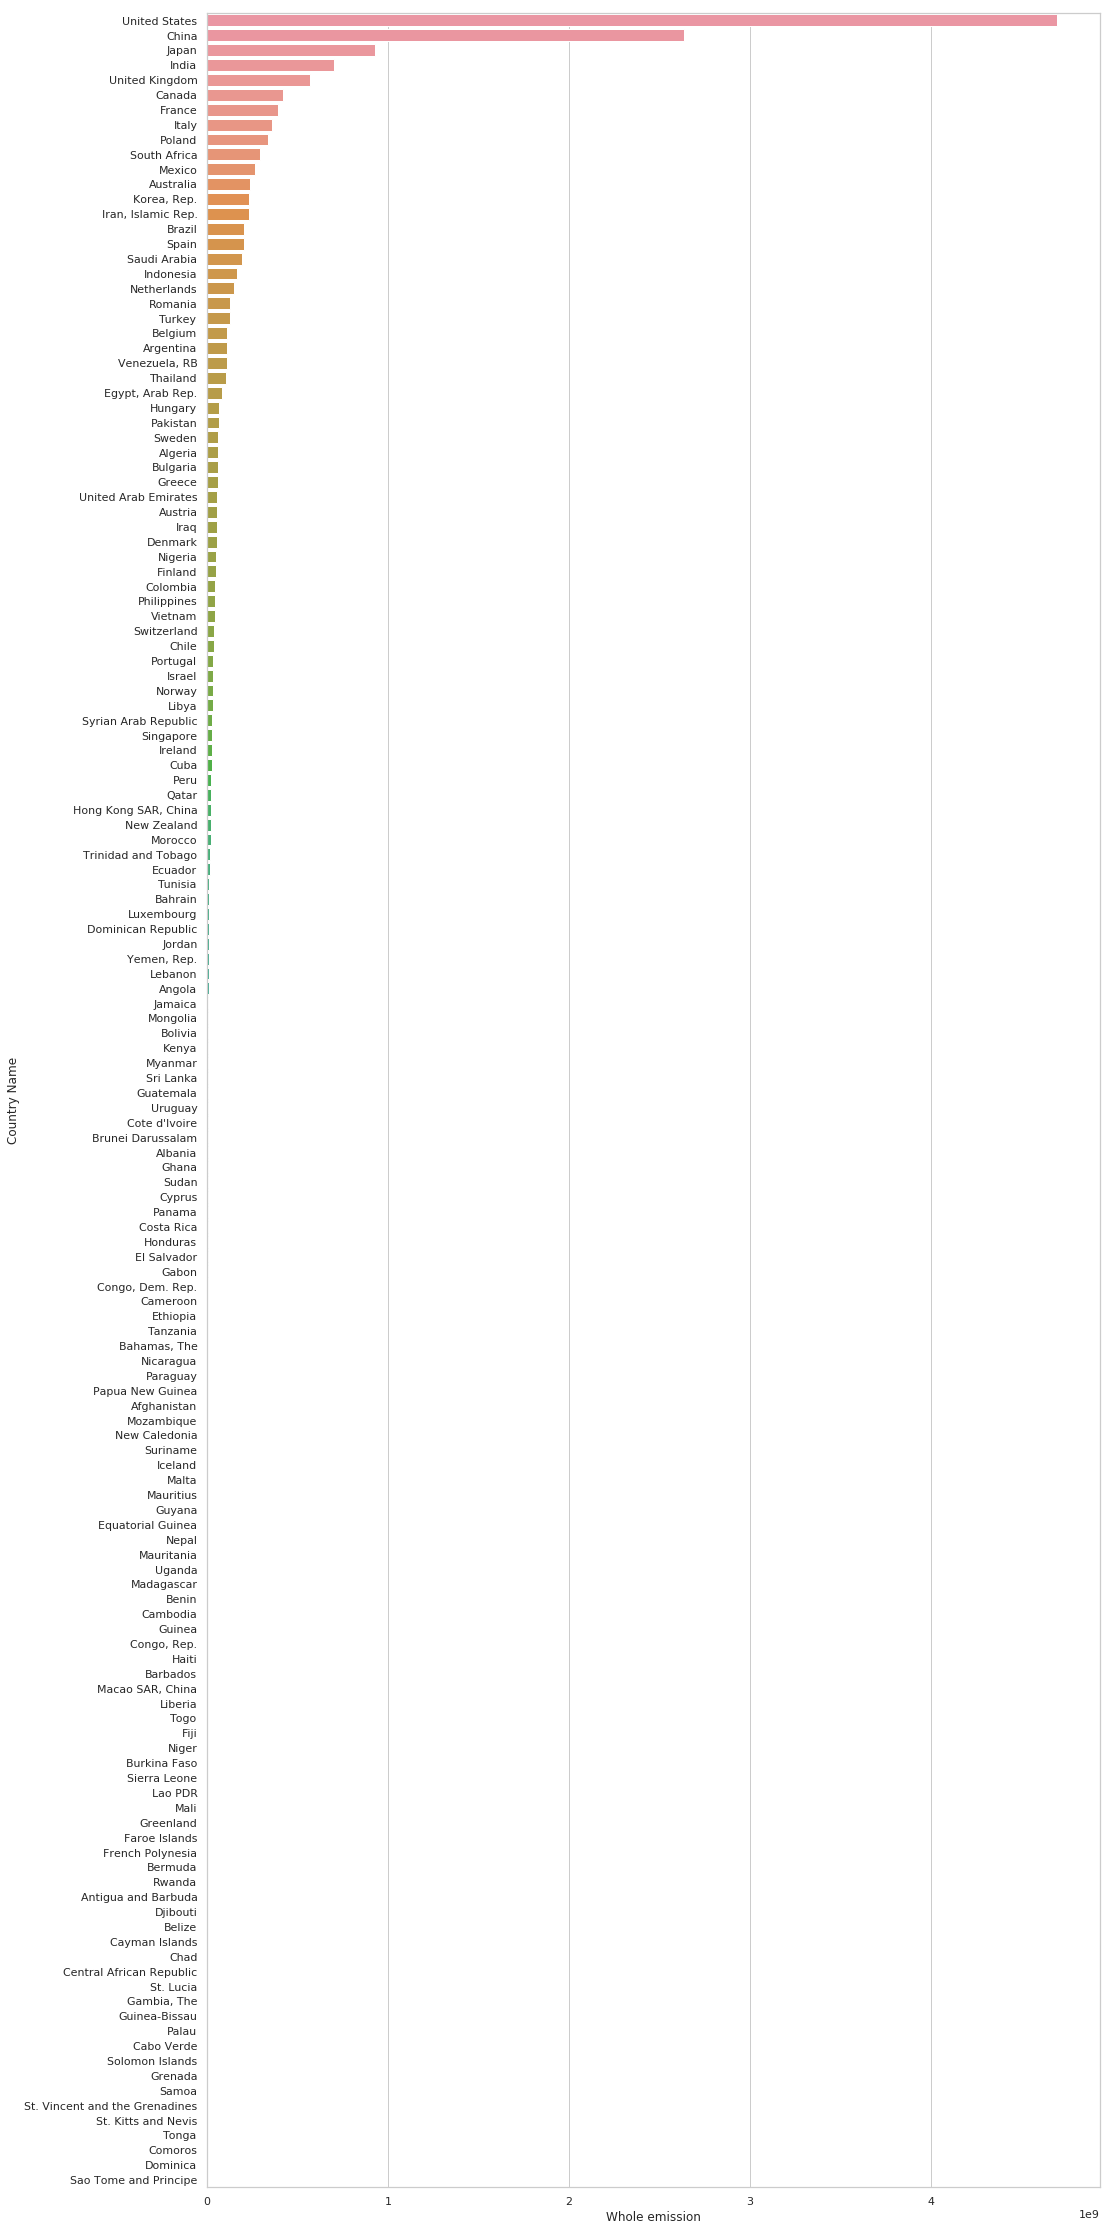 United States
China
Japan
India
United Kingdom
Canada
France
Italy
Poland
South Africa
Mexico
Australia
Korea, Rep.
Iran, Islamic Rep.
Brazil
Spain
Saudi Arabia
Indonesia
Netherlands
Romania
Turkey
Belgium
Argentina
Venezuela, RB
Thailand
Egypt, Arab Rep.
Hungary
Pakistan
Sweden
Algeria
Bulgaria
Greece
United Arab Emirates
Austria
Iraq
Denmark
Nigeria
Finland
Colombia
Philippines
Vietnam
Switzerland
Chile
Portugal
Israel
Norway
Libya
Syrian Arab Republic
Singapore
Ireland
Cuba
Peru
Qatar
Hong Kong SAR, China
New Zealand
Morocco
Trinidad and Tobago
Ecuador
Tunisia
Bahrain
Luxembourg
Dominican Republic
Jordan
Yemen, Rep.
Lebanon
Angola
Jamaica
Mongolia
Bolivia
Kenya
Myanmar
Sri Lanka
Guatemala
Uruguay
Cote d'Ivoire
Brunei Darussalam
Albania
Ghana
Sudan
Cyprus
Panama
Costa Rica
Honduras
El Salvador
Gabon
Congo, Dem. Rep.
Cameroon
Ethiopia
Tanzania
Bahamas, The
Nicaragua
Paraguay
Papua New Guinea
Afghanistan
Mozambique
New Caledonia
Suriname
Iceland
Malta
Mauritius
Guyana
Equatorial Guinea
Nepal
Mauritania
Uganda
Madagascar
Benin
Cambodia
Guinea
Congo, Rep.
Haiti
Barbados
Macao SAR, China
Liberia
Togo
Fiji
Niger
Burkina Faso
Sierra Leone
Lao PDR
Mali
Greenland
Faroe Islands
French Polynesia
Bermuda
Rwanda
Antigua and Barbuda
Djibouti
Belize
Cayman Islands
Chad
Central African Republic
St. Lucia
Gambia, The
Guinea-Bissau
Palau
Cabo Verde
Solomon Islands
Grenada
Samoa
St. Vincent and the Grenadines
St. Kitts and Nevis
Tonga
Comoros
Dominica
Sao Tome and Principe
Country Name
0 1 2 3 4
1e9
Whole emission